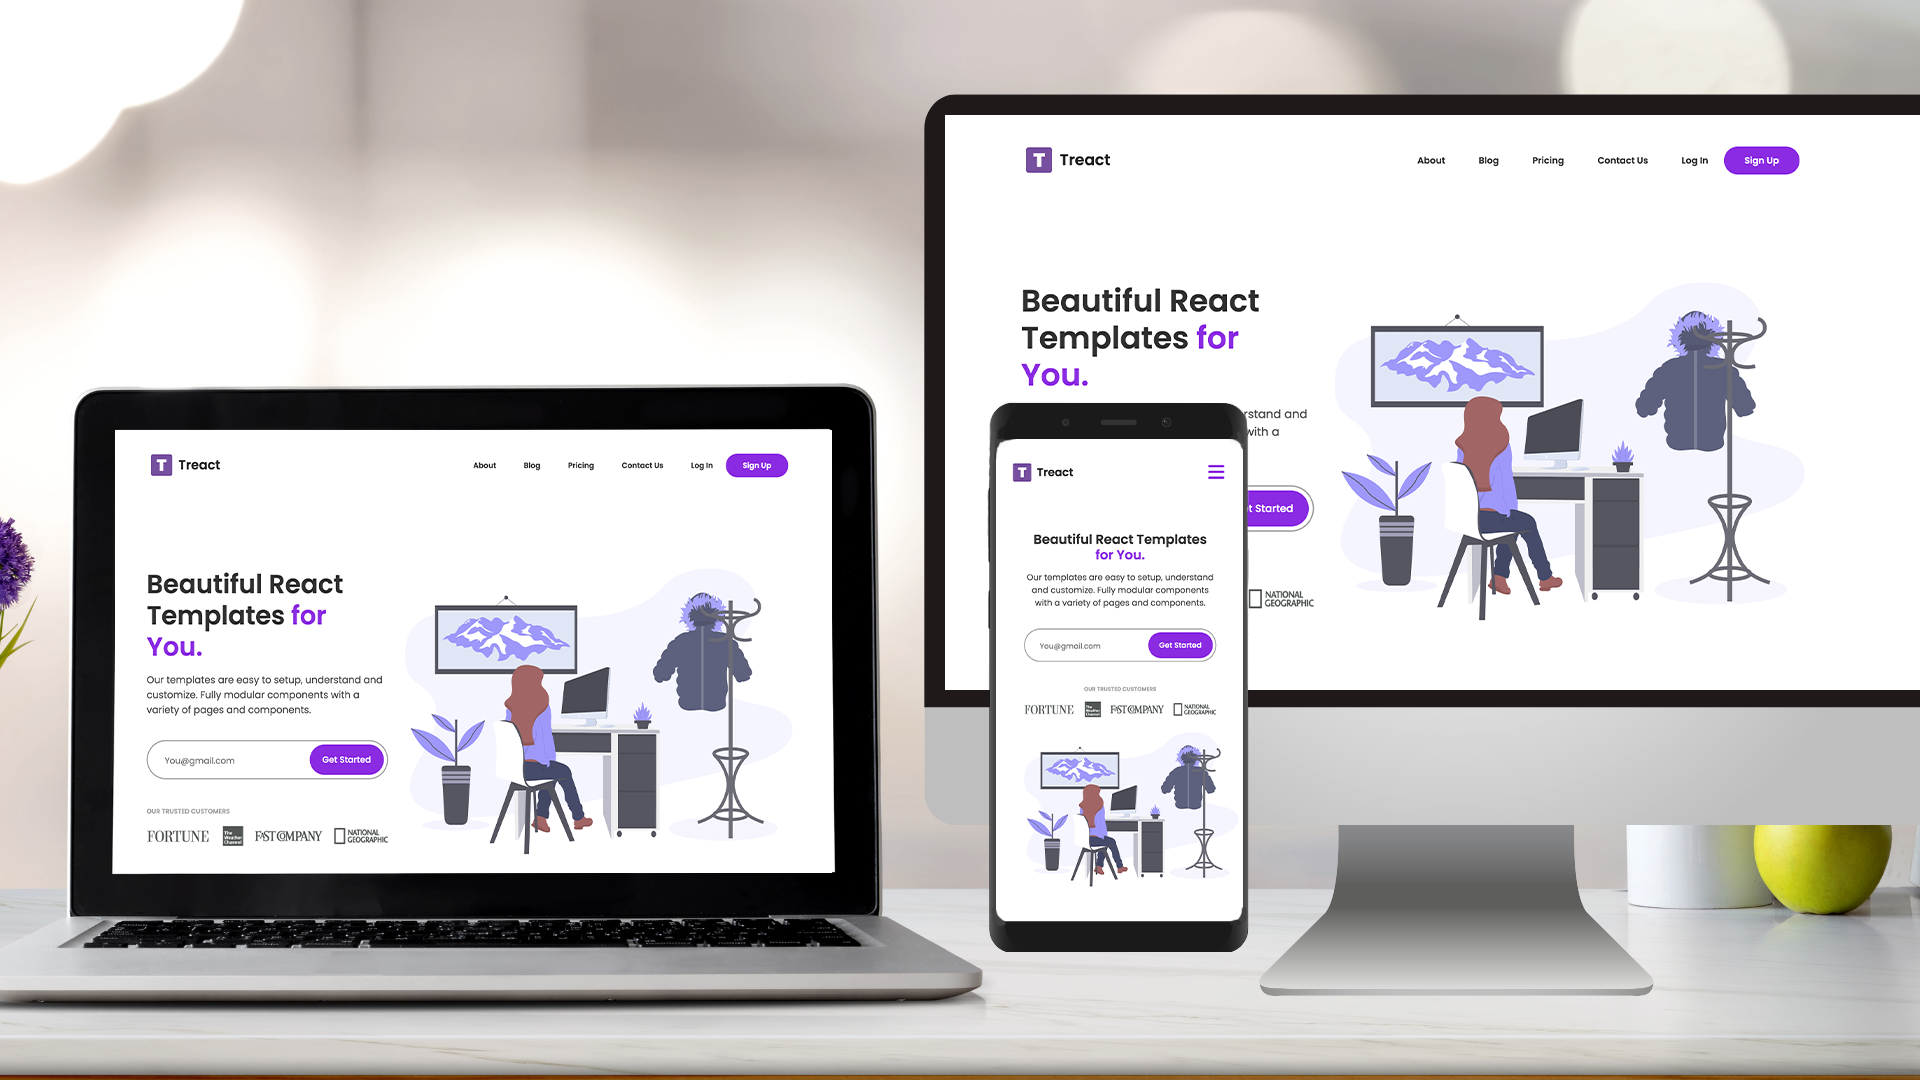 T Treact
About Blog Pricing Contact Us Log In Sign Up
Beautiful React
Templates for
You.
rstand and
with a
t Started
NATIONAL
GEOGRAPHIC
T Treact
About Blog Pricing Contact Us Log In Sign Up
Beautiful React
Templates for
You.
Our templates are easy to setup, understand and
customize. Fully modular components with a
variety of pages and components.
You@gmail.com Get Started
OUR TRUSTED CUSTOMERS
FORTUNE The Weather Channel FAST COMPANY NATIONAL GEOGRAPHIC
T Treact
Beautiful React Templates
for You.
Our templates are easy to setup, understand
and customize. Fully modular components
with a variety of pages and components.
You@gmail.com Get Started
OUR TRUSTED CUSTOMERS
FORTUNE The Weather Channel FAST COMPANY NATIONAL GEOGRAPHIC